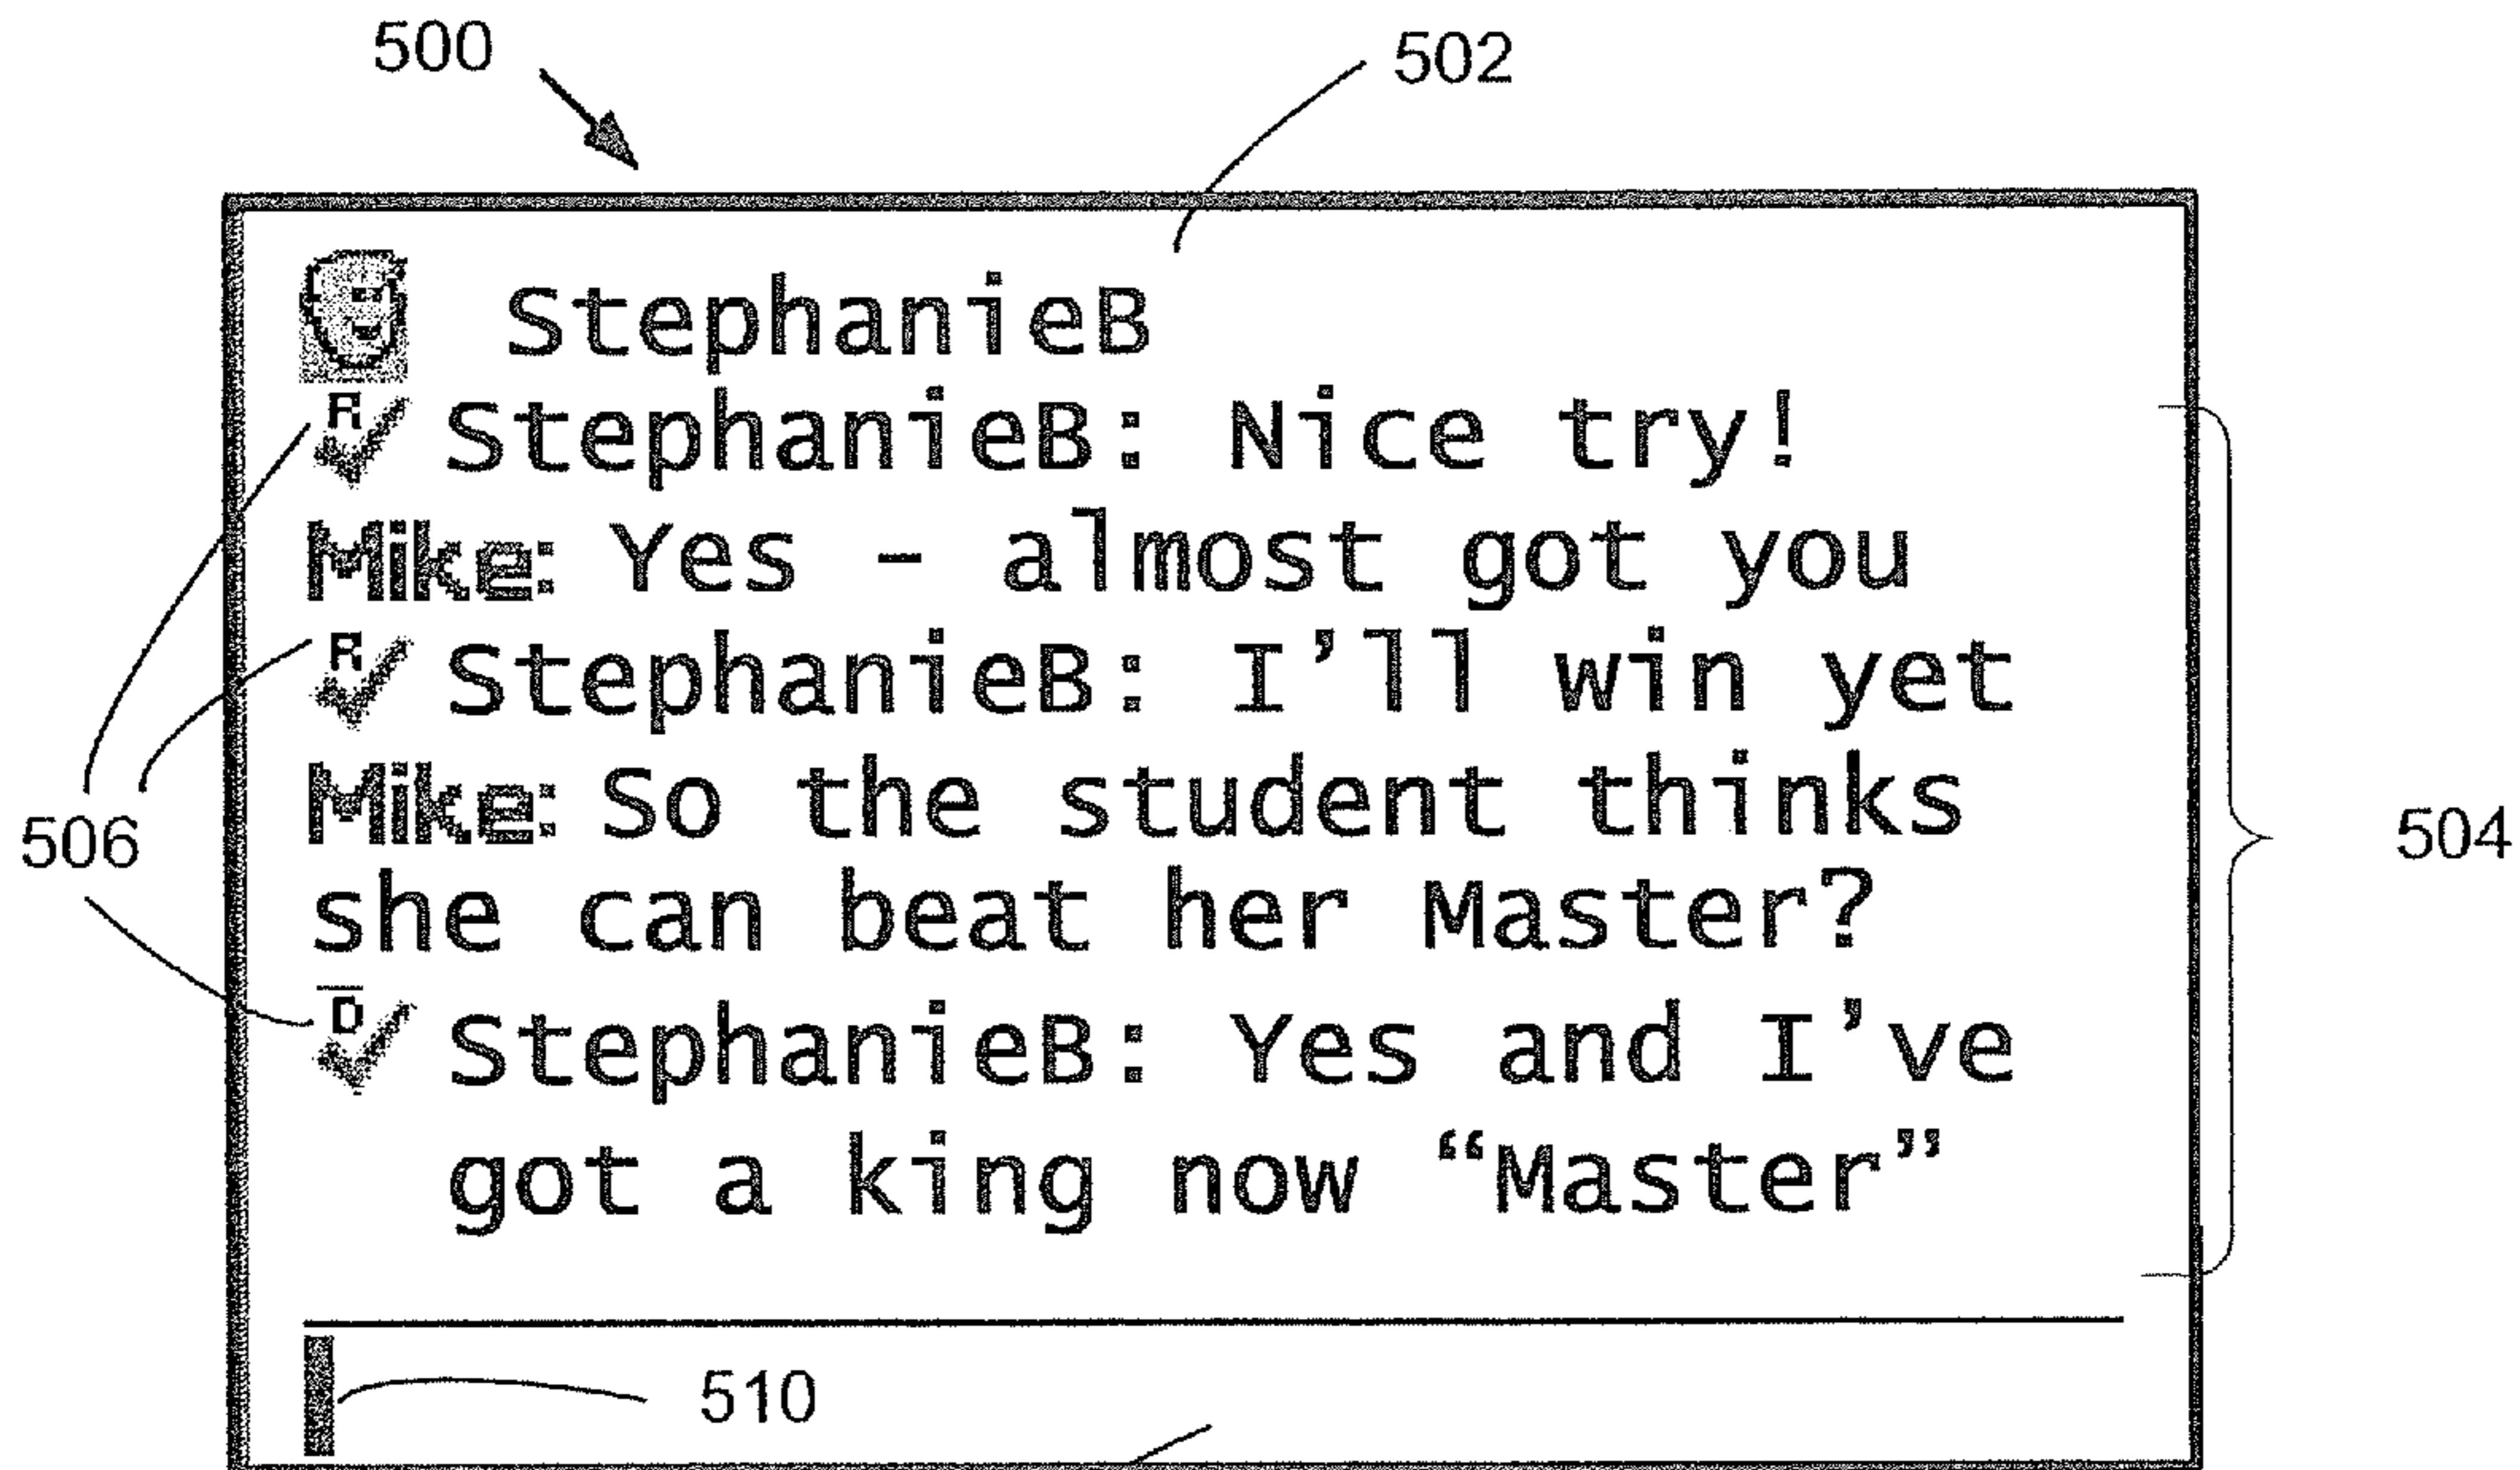 500
502
StephanieB
R StephanieB: Nice try!
Mike: Yes - almost got you
R StephanieB: I’ll win yet
Mike: So the student thinks
506
504
she can beat her Master?
D StephanieB: Yes and I’ve
got a king now “Master”
510